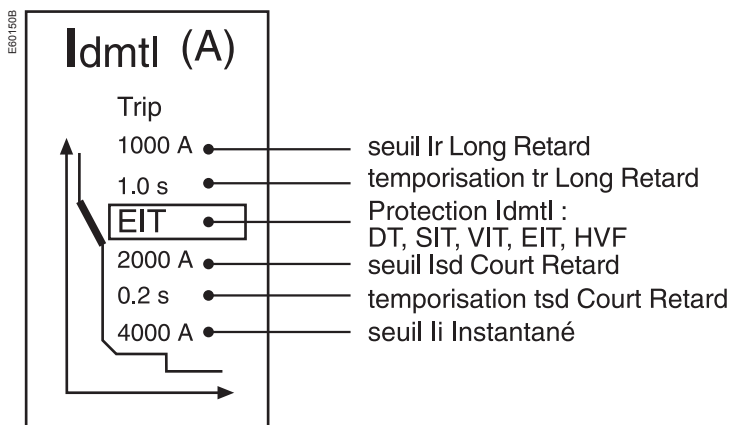 E60150B
Idmtl (A)
Trip
1000 A
seuil Ir Long Retard
1.0 s
temporisation tr Long Retard
EIT
Protection Idmtl :
DT, SIT, VIT, EIT, HVF
2000 A
seuil Isd Court Retard
0.2 s
temporisation tsd Court Retard
4000 A
seuil Ii Instantané